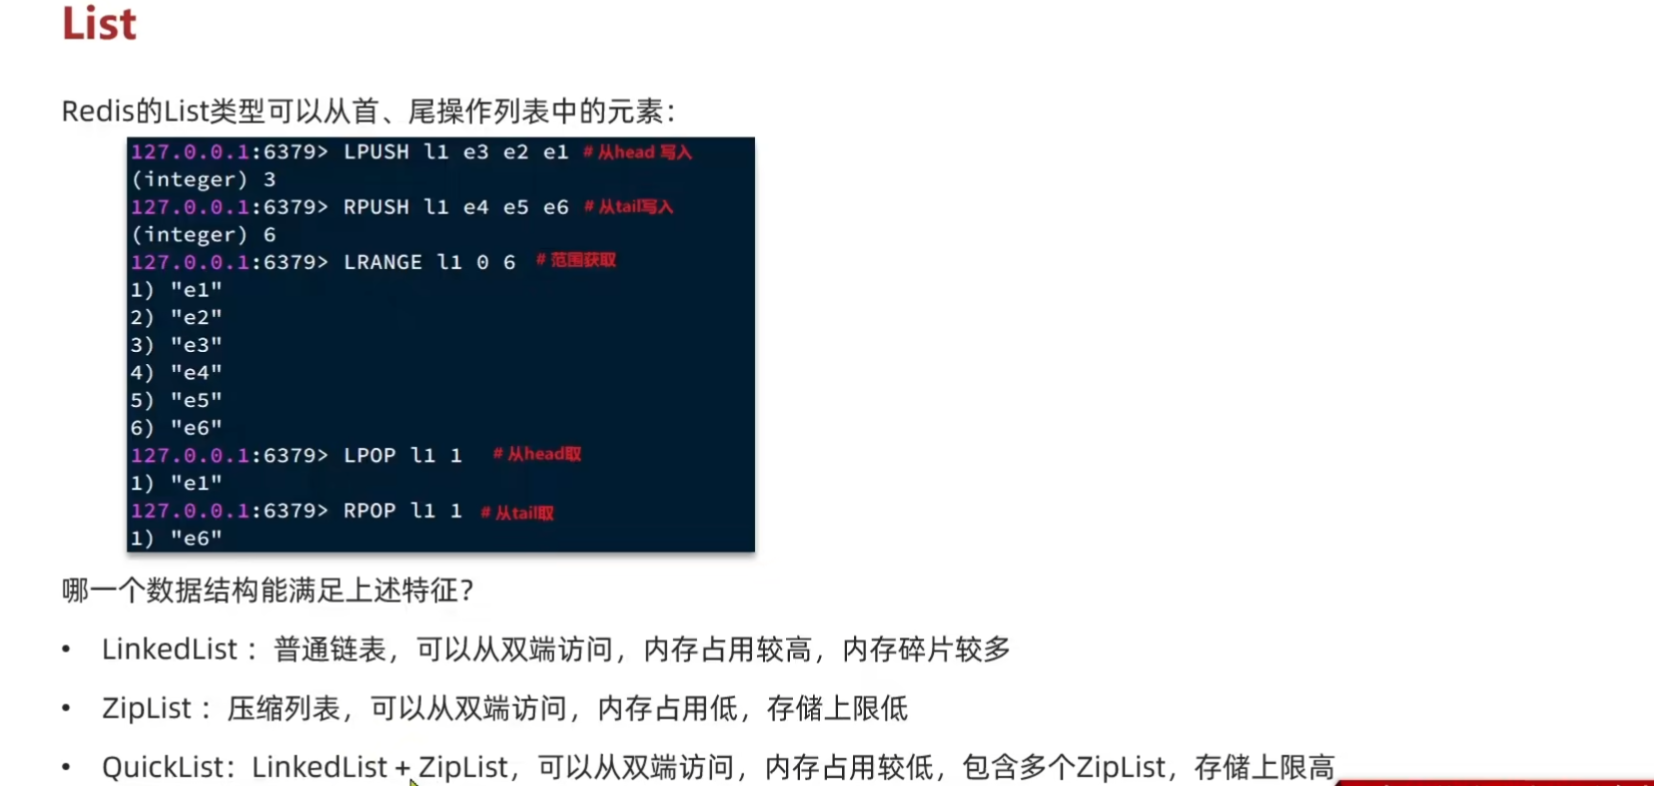 List
Redis的List类型可以从首、尾操作列表中的元素：
127.0.0.1:6379> LPUSH l1 e3 e2 e1 # 从head 写入
(integer) 3
127.0.0.1:6379> RPUSH l1 e4 e5 e6 # 从tail写入
(integer) 6
127.0.0.1:6379> LRANGE l1 0 6 # 范围获取
1) "e1"
2) "e2"
3) "e3"
4) "e4"
5) "e5"
6) "e6"
127.0.0.1:6379> LPOP l1 1 # 从head取
1) "e1"
127.0.0.1:6379> RPOP l1 1 # 从tail取
1) "e6"
哪一个数据结构能满足上述特征？
• LinkedList ：普通链表，可以从双端访问，内存占用较高，内存碎片较多
• ZipList ：压缩列表，可以从双端访问，内存占用低，存储上限低
• QuickList：LinkedList + ZipList，可以从双端访问，内存占用较低，包含多个ZipList，存储上限高